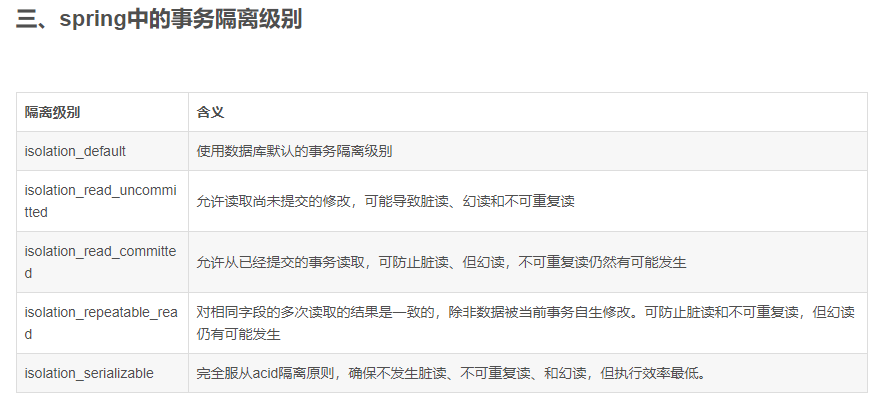 三、spring中的事务隔离级别
隔离级别 含义
isolation_default 使用数据库默认的事务隔离级别
isolation_read_uncommi
tted
允许读取尚未提交的修改，可能导致脏读、幻读和不可重复读
isolation_read_committe
d
允许从已经提交的事务读取，可防止脏读、但幻读，不可重复读仍然有可能发生
isolation_repeatable_rea
d
对相同字段的多次读取的结果是一致的，除非数据被当前事务自生修改。可防止脏读和不可重复读，但幻读
仍有可能发生
isolation_serializable 完全服从acid隔离原则，确保不发生脏读、不可重复读、和幻读，但执行效率最低。